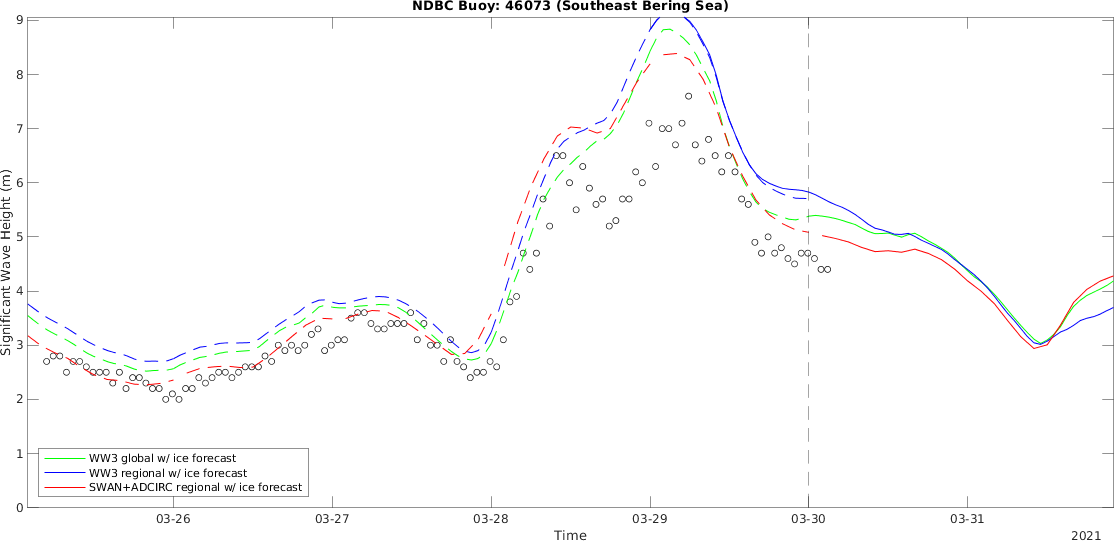 NDBC Buoy: 46073 (Southeast Bering Sea)
Significant Wave Height (m)
9
8
7
6
5
4
3
2
1
0
WW3 global w/ ice forecast
WW3 regional w/ ice forecast
SWAN+ADCIRC regional w/ ice forecast
03-26 03-27 03-28 03-29 03-30 03-31
Time
2021